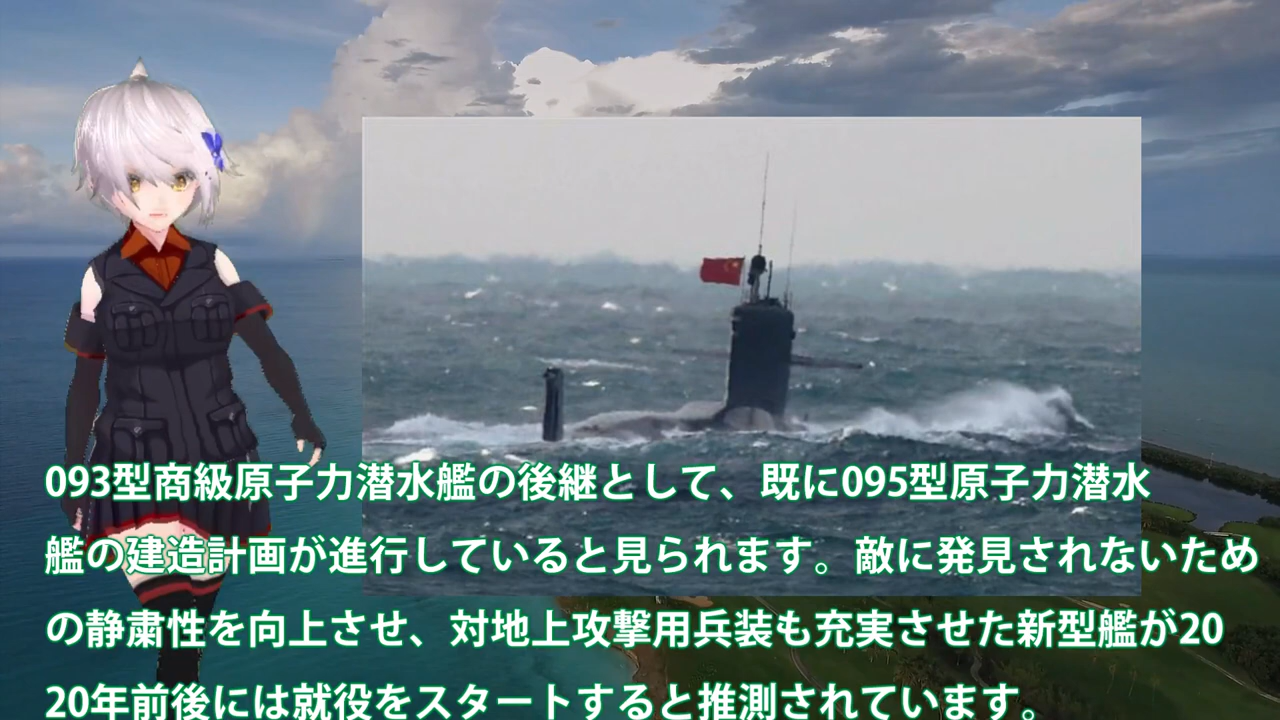 093型商級原子力潜水艦の後継として、既に095型原子力潜水
艦の建造計画が進行していると見られます。敵に発見されないため
の静粛性を向上させ、対地上攻撃用兵装も充実させた新型艦が20
20年前後には就役をスタートすると推測されています。